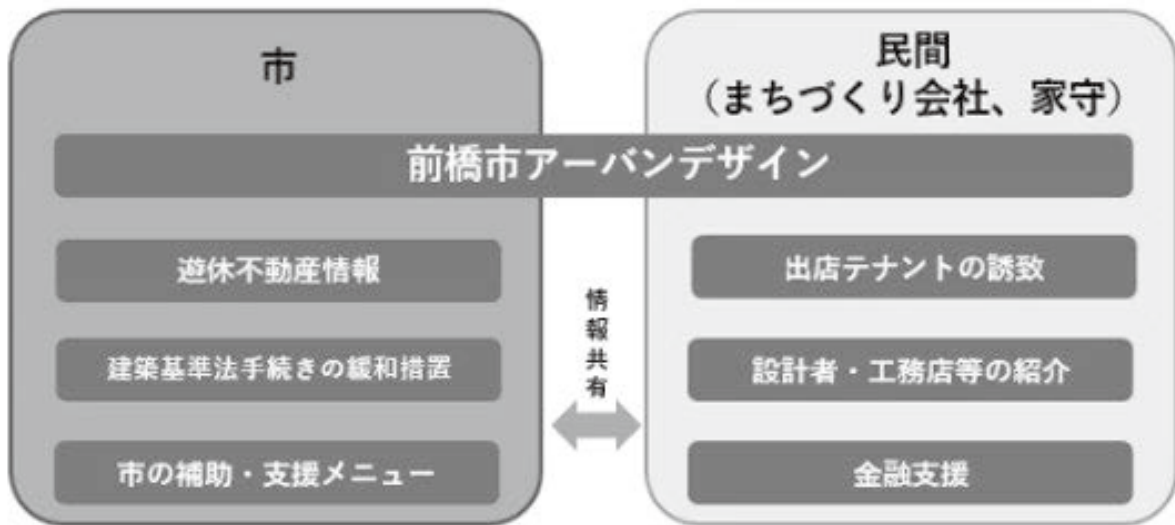 市
民間
(まちづくり会社、家守)
前橋市アーバンデザイン
遊休不動産情報
建築基準法手続きの緩和措置
市の補助・支援メニュー
情報共有
出店テナントの誘致
設計者・工務店等の紹介
金融支援